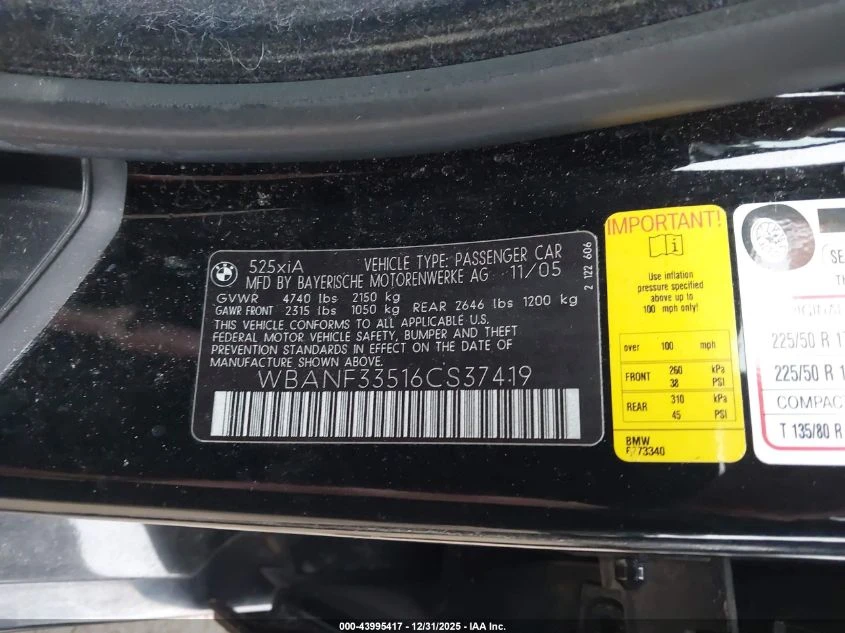 BMW
525xiA VEHICLE TYPE: PASSENGER CAR
MFD BY BAYERISCHE MOTORENWERKE AG 11/05
GVWR 4740 lbs 2150 kg
GAWR FRONT 2315 lbs 1050 kg REAR 2646 lbs 1200 kg
THIS VEHICLE CONFORMS TO ALL APPLICABLE U.S.
FEDERAL MOTOR VEHICLE SAFETY, BUMPER AND THEFT
PREVENTION STANDARDS IN EFFECT ON THE DATE OF
MANUFACTURE SHOWN ABOVE.
WBANF33516CS37419
2 122 606
IMPORTANT!
Use inflation
pressure specified
above up to
100 mph only!
over 100 mph
FRONT 260 kPa
38 PSI
REAR 310 kPa
45 PSI
BMW
SE
TH
225/50 R 1
225/50 R 1
COMPAC
T 135/80 R
000-43995417 - 12/31/2025 - IAA Inc.